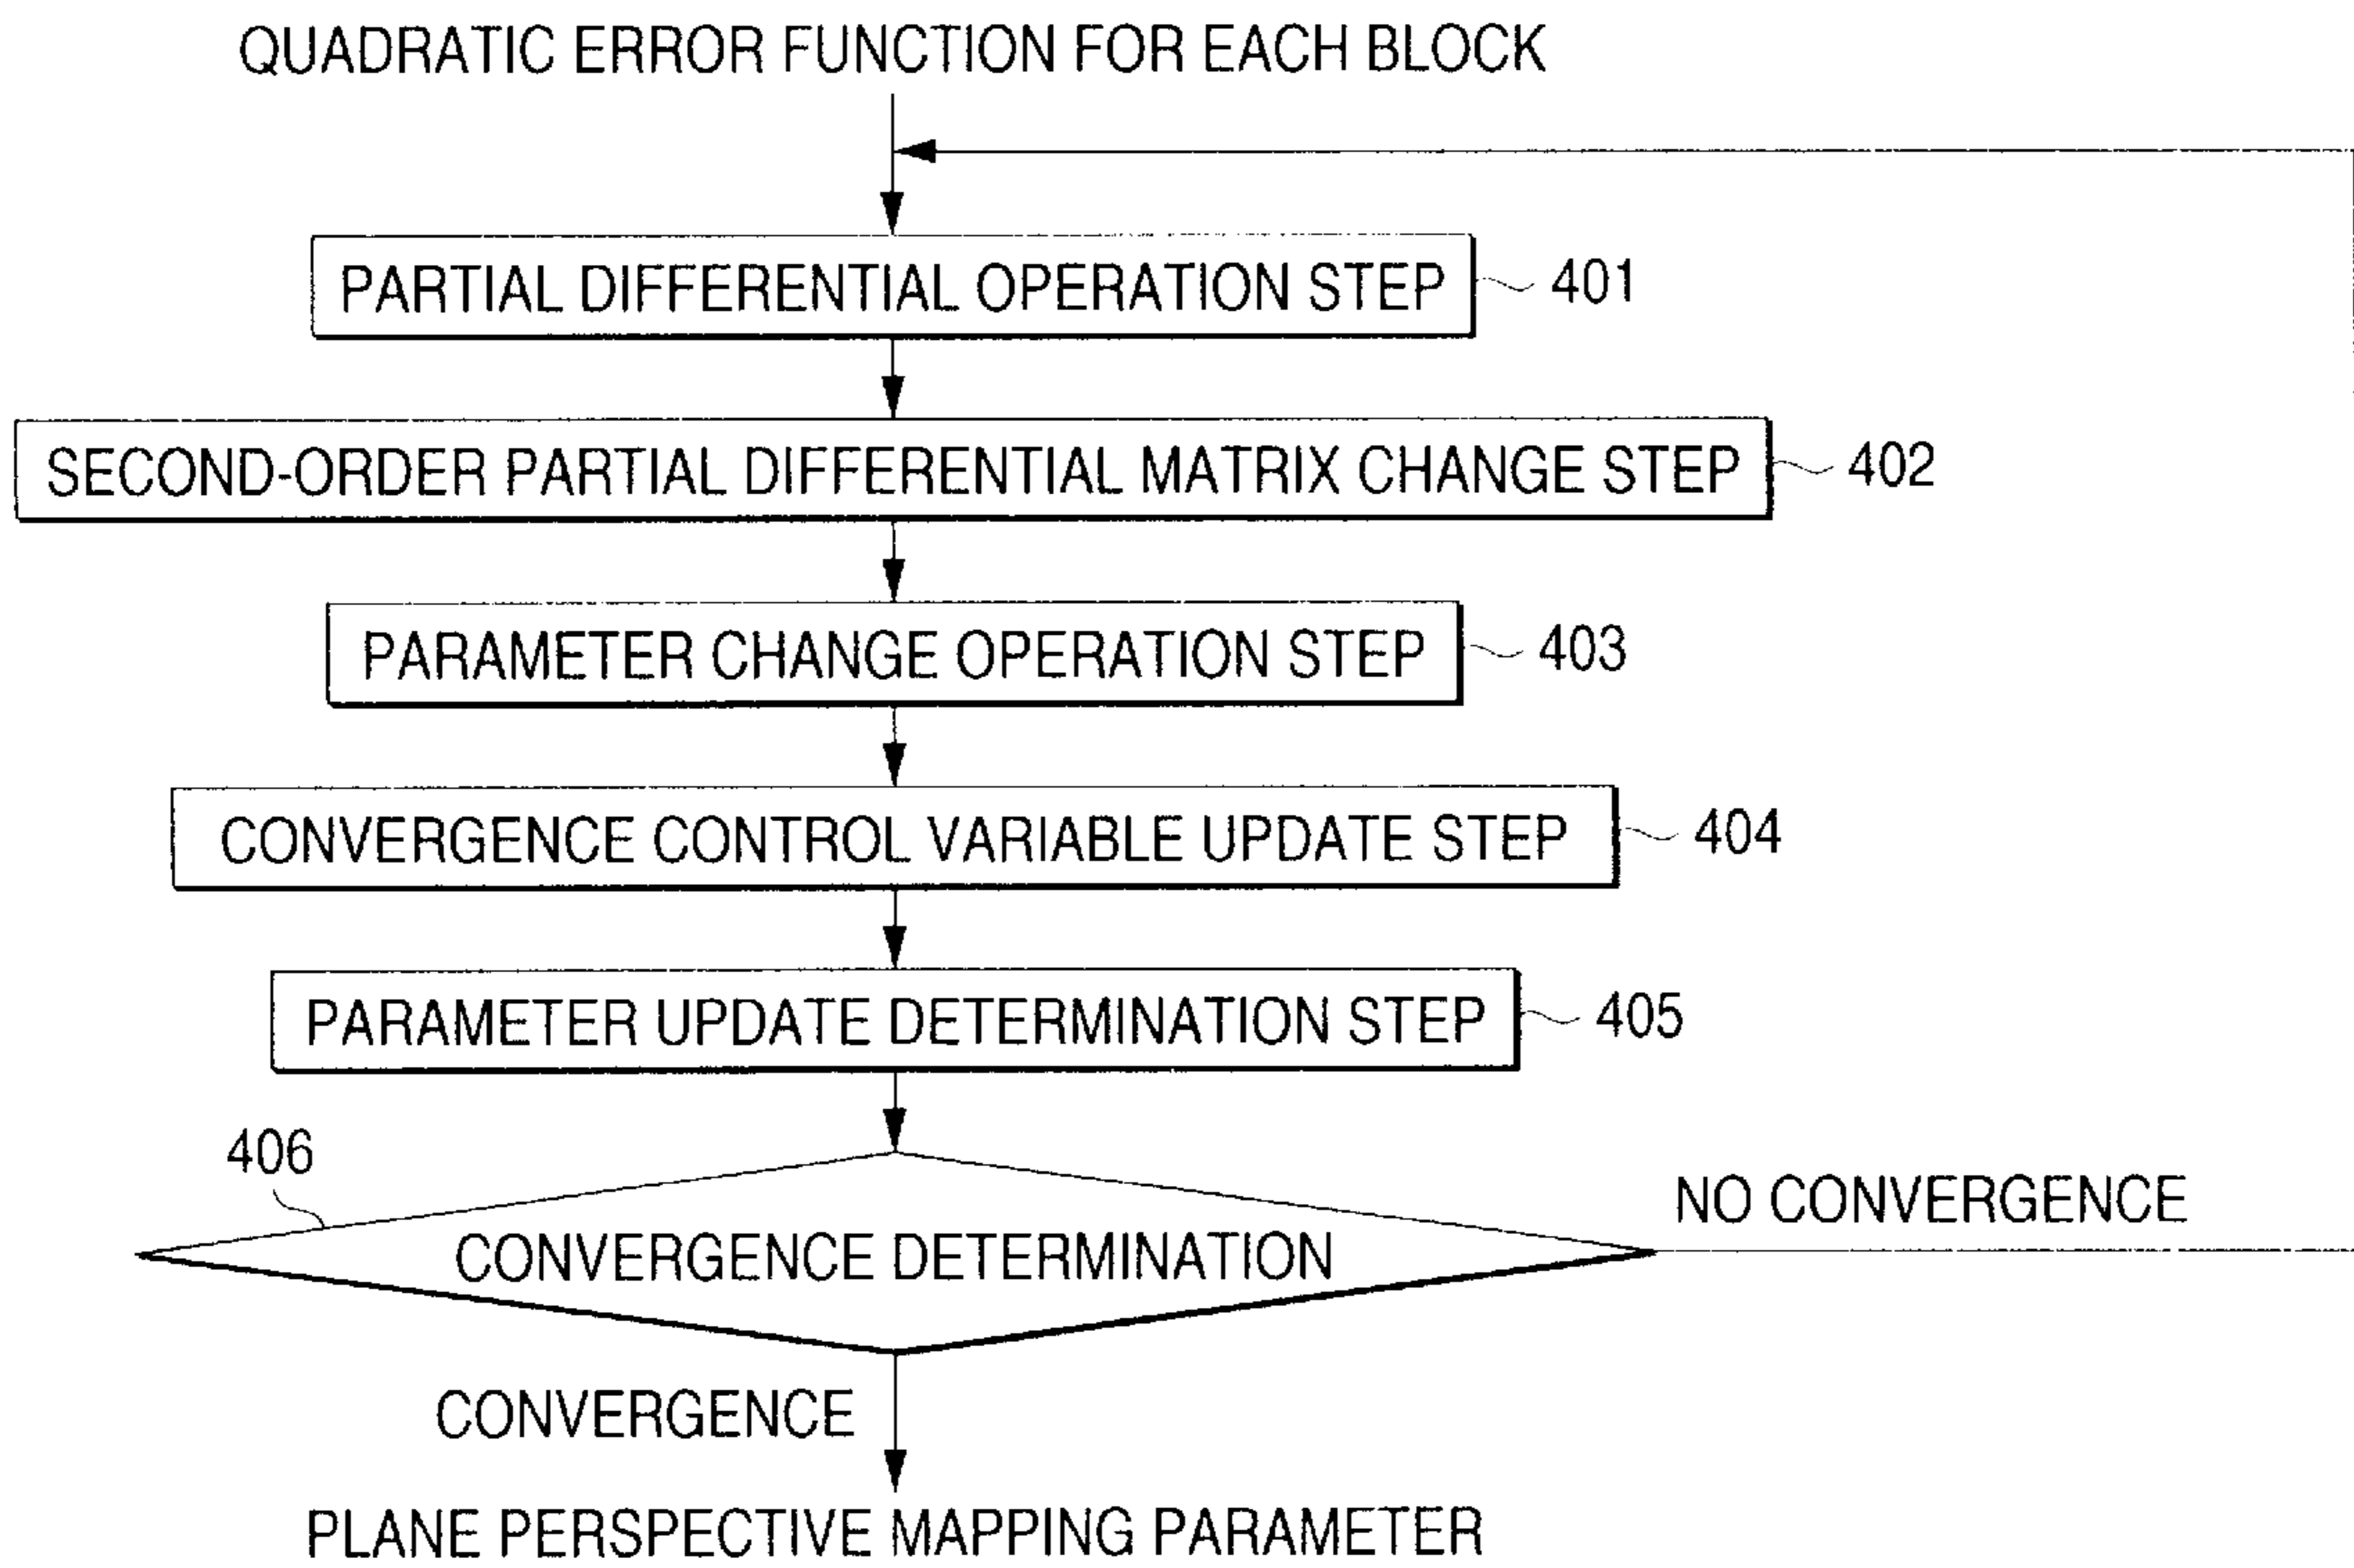 QUADRATIC ERROR FUNCTION FOR EACH BLOCK
PARTIAL DIFFERENTIAL OPERATION STEP 401
SECOND-ORDER PARTIAL DIFFERENTIAL MATRIX CHANGE STEP 402
PARAMETER CHANGE OPERATION STEP 403
CONVERGENCE CONTROL VARIABLE UPDATE STEP 404
PARAMETER UPDATE DETERMINATION STEP 405
406
NO CONVERGENCE
CONVERGENCE DETERMINATION
CONVERGENCE
PLANE PERSPECTIVE MAPPING PARAMETER